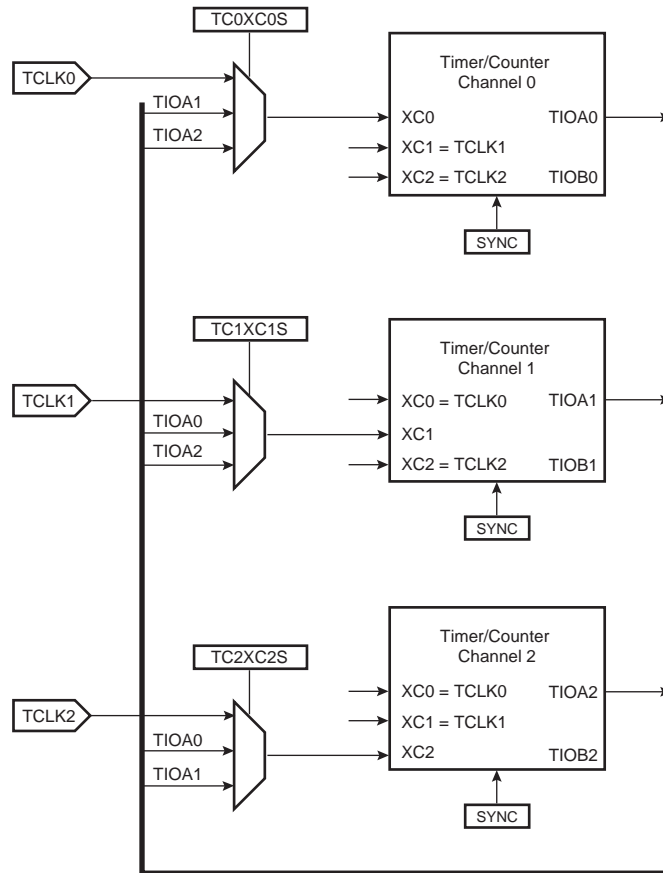 TC0XC0S
TCLK0
TIOA1
TIOA2
Timer/Counter
Channel 0
XC0
TIOA0
XC1 = TCLK1
XC2 = TCLK2
TIOB0
SYNC
TC1XC1S
TCLK1
TIOA0
TIOA2
Timer/Counter
Channel 1
XC0 = TCLK0
TIOA1
XC1
XC2 = TCLK2
TIOB1
SYNC
TC2XC2S
TCLK2
TIOA0
TIOA1
Timer/Counter
Channel 2
XC0 = TCLK0
TIOA2
XC1 = TCLK1
XC2
TIOB2
SYNC